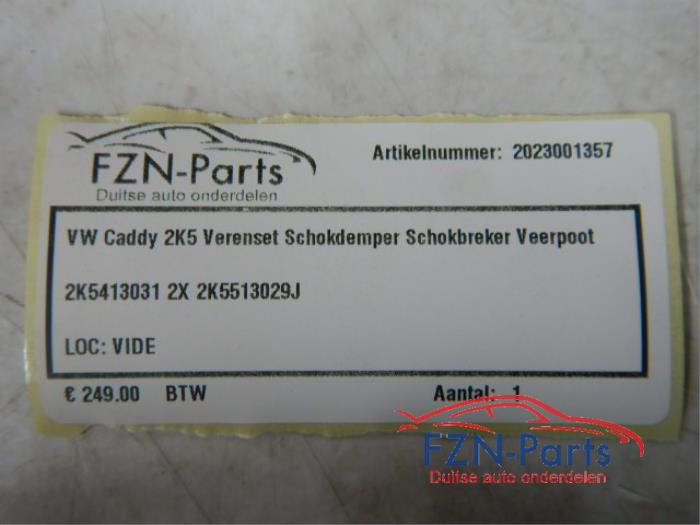 FZN-Parts
Duitse auto onderdelen
Artikelnummer: 2023001357
VW Caddy 2K5 Verenset Schokdemper Schokbreker Veerpoot
2K5413031 2X 2K5513029J
LOC: VIDE
€ 249.00 BTW Aantal: 1
FZN-Parts
Duitse auto onderdelen